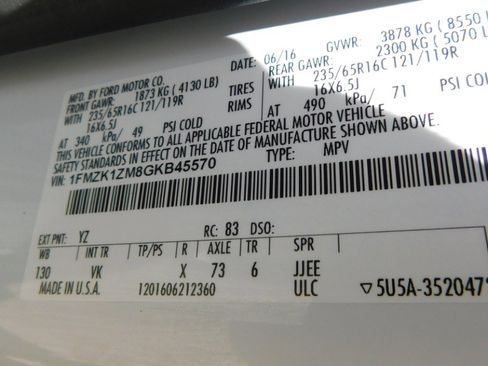 MFD. BY FORD MOTOR CO.
DATE: 06/16 GVWR: 3878 KG ( 8550
FRONT GAWR: 1873 KG ( 4130 LB) REAR GAWR: 2300 KG ( 5070
WITH 235/65R16C 121/119R TIRES WITH 235/65R16C 121/119R
16X6.5J RIMS 16X6.5J
AT 340 kPa/ 49 PSI COLD AT 490 kPa/ 71 PSI COLD
THIS VEHICLE CONFORMS TO ALL APPLICABLE FEDERAL MOTOR VEHICLE
SAFETY STANDARDS IN EFFECT ON THE DATE OF MANUFACTURE SHOWN ABOVE.
1FMZK1ZM8GKB45570 TYPE: MPV
EXT PNT: YZ RC: 83 DSO:
WB INT TR TP/PS R AXLE TR SPR
130 VK X 73 6 JJEE
MADE IN U.S.A. 1201606212360 ULC ▽5U5A-352047